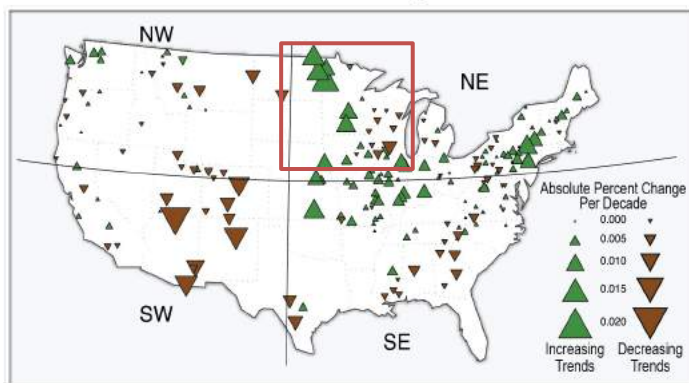 NW
NE
SW
SE
Absolute Percent Change
Per Decade
0.000
0.005
0.010
0.015
0.020
Increasing Decreasing
Trends Trends